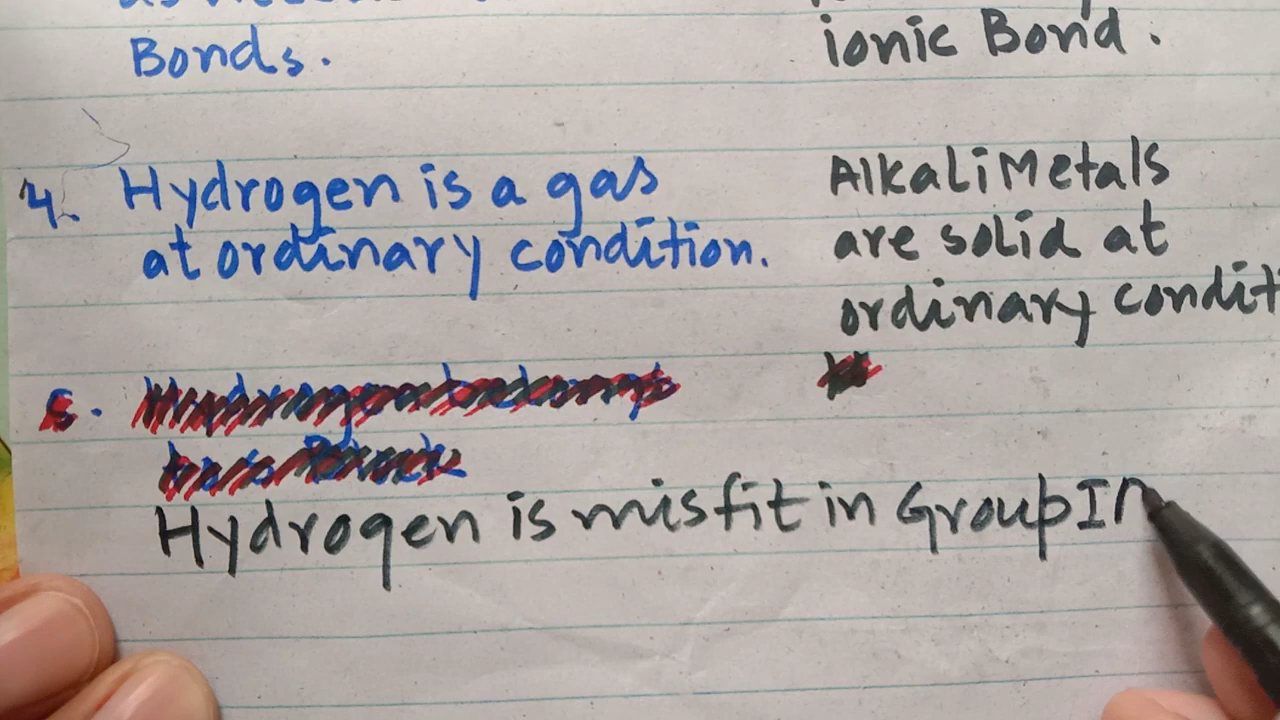 Bonds.
ionic Bond.
4. Hydrogen is a gas
at ordinary condition.
Alkali Metals
are solid at
ordinary condit
Hydrogen is misfit in Group I